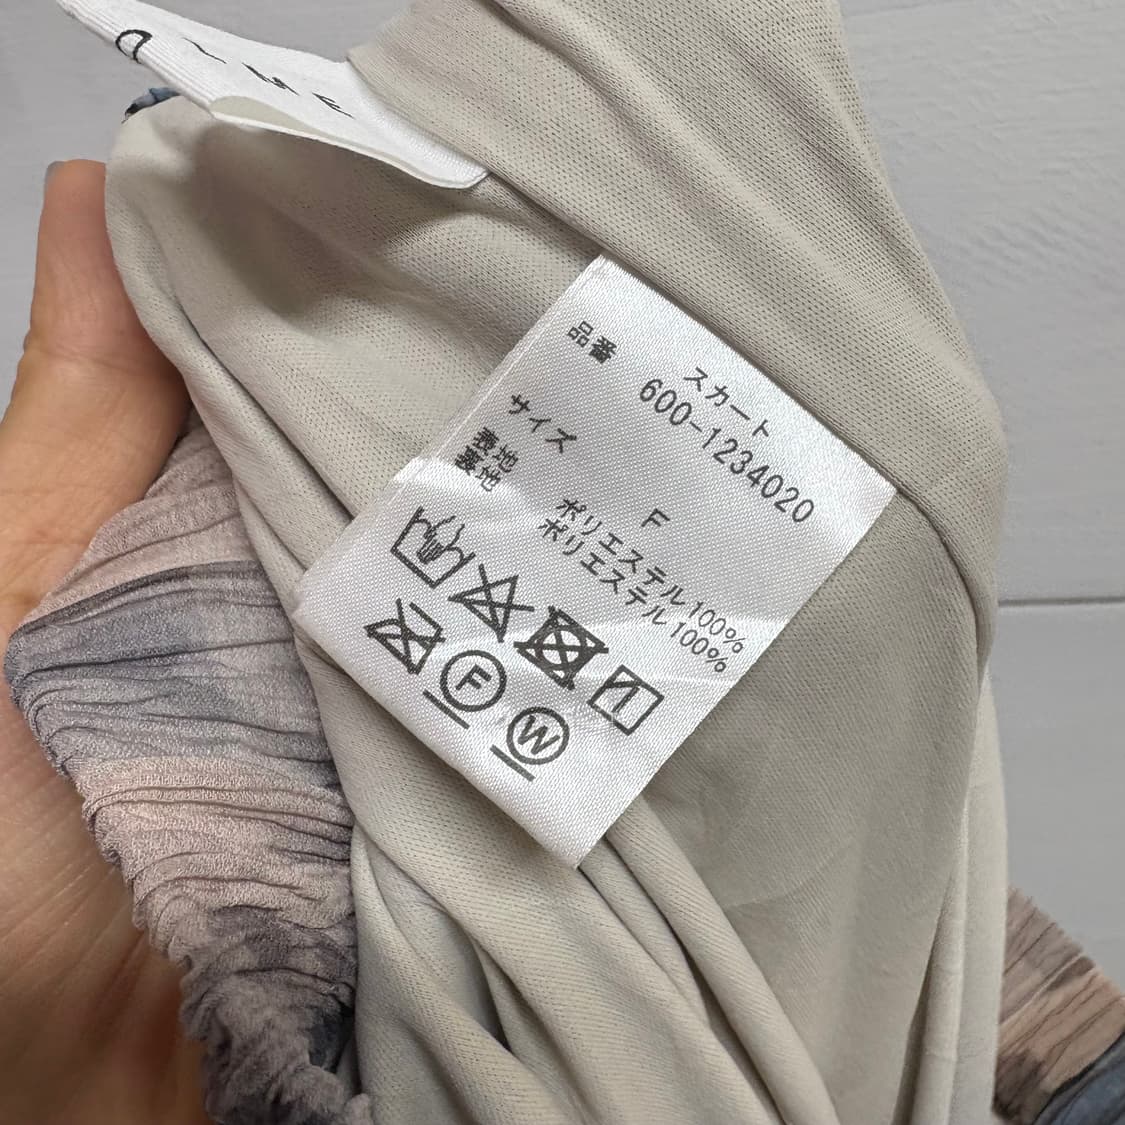 スカート
品番 600-1234020
サイズ F
表地 ポリエステル100%
裏地 ポリエステル100%
F
W